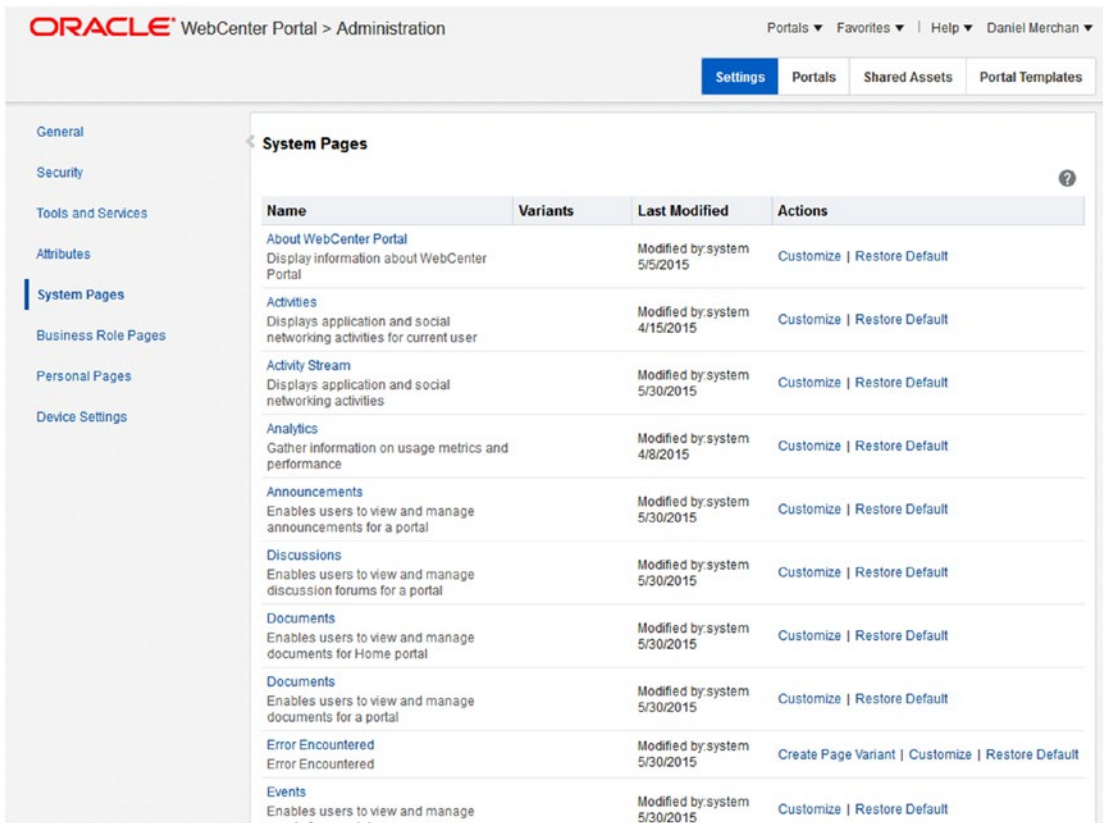 ORACLE® WebCenter Portal > Administration
Portals ▼ Favorites ▼ | Help ▼ Daniel Merchan ▼
Settings Portals Shared Assets Portal Templates
General
Security
Tools and Services
Attributes
System Pages
Business Role Pages
Personal Pages
Device Settings
System Pages
Name Variants Last Modified Actions
About WebCenter Portal
Display information about WebCenter
Portal
Modified by:system
5/5/2015
Customize | Restore Default
Activities
Displays application and social
networking activities for current user
Modified by:system
4/15/2015
Customize | Restore Default
Activity Stream
Displays application and social
networking activities
Modified by:system
5/30/2015
Customize | Restore Default
Analytics
Gather information on usage metrics and
performance
Modified by:system
4/8/2015
Customize | Restore Default
Announcements
Enables users to view and manage
announcements for a portal
Modified by:system
5/30/2015
Customize | Restore Default
Discussions
Enables users to view and manage
discussion forums for a portal
Modified by:system
5/30/2015
Customize | Restore Default
Documents
Enables users to view and manage
documents for Home portal
Modified by:system
5/30/2015
Customize | Restore Default
Documents
Enables users to view and manage
documents for a portal
Modified by:system
5/30/2015
Customize | Restore Default
Error Encountered
Error Encountered
Modified by:system
5/30/2015
Create Page Variant | Customize | Restore Default
Events
Enables users to view and manage
Modified by:system
5/30/2015
Customize | Restore Default